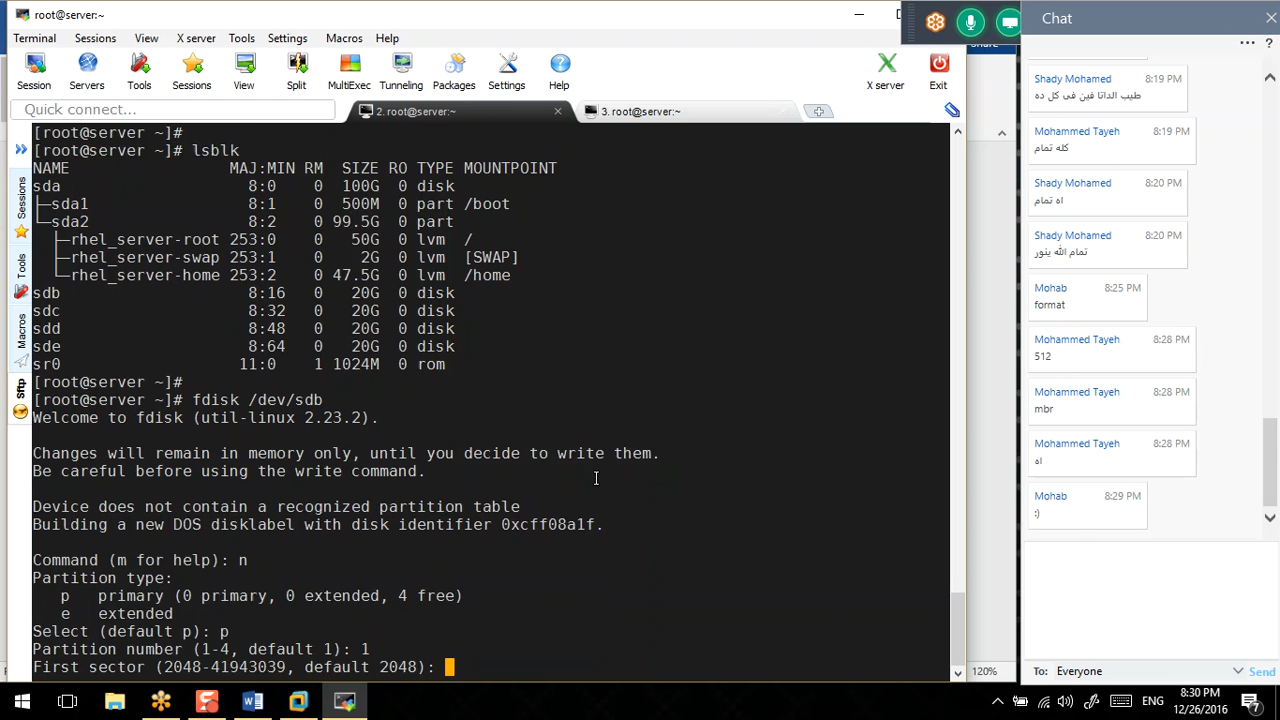 root@server:~
Terminal Sessions View X server Tools Settings Macros Help
Session Servers Tools Sessions View Split MultiExec Tunneling Packages Settings Help X server Exit
Quick connect...
2. root@server:~
3. root@server:~
Sessions
Tools
Macros
Sftp
[root@server ~]#
[root@server ~]# lsblk
NAME MAJ:MIN RM SIZE RO TYPE MOUNTPOINT
sda 8:0 0 100G 0 disk
├─sda1 8:1 0 500M 0 part /boot
└─sda2 8:2 0 99.5G 0 part
├─rhel_server-root 253:0 0 50G 0 lvm /
├─rhel_server-swap 253:1 0 2G 0 lvm [SWAP]
└─rhel_server-home 253:2 0 47.5G 0 lvm /home
sdb 8:16 0 20G 0 disk
sdc 8:32 0 20G 0 disk
sdd 8:48 0 20G 0 disk
sde 8:64 0 20G 0 disk
sr0 11:0 1 1024M 0 rom
[root@server ~]#
[root@server ~]# fdisk /dev/sdb
Welcome to fdisk (util-linux 2.23.2).
Changes will remain in memory only, until you decide to write them.
Be careful before using the write command.
Device does not contain a recognized partition table
Building a new DOS disklabel with disk identifier 0xcff08a1f.
Command (m for help): n
Partition type:
p primary (0 primary, 0 extended, 4 free)
e extended
Select (default p): p
Partition number (1-4, default 1): 1
First sector (2048-41943039, default 2048):
Share
Chat
Shady Mohamed 8:19 PM
طيب الداتا فين فى كل ده
Mohammed Tayeh 8:19 PM
كله تمام
Shady Mohamed 8:20 PM
اه تمام
Shady Mohamed 8:20 PM
تمام الله ينور
Mohab 8:25 PM
format
Mohammed Tayeh 8:28 PM
512
Mohammed Tayeh 8:28 PM
mbr
Mohammed Tayeh 8:28 PM
اه
Mohab 8:29 PM
:)
120%
To: Everyone Send
ENG
8:30 PM
12/26/2016
7